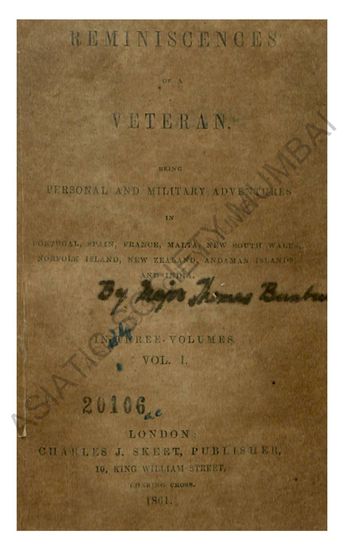 REMINISCENCES
OF A
VETERAN.
BEING
PERSONAL AND MILITARY ADVENTURES
IN
PORTUGAL, SPAIN, FRANCE, MALTA, NEW SOUTH WALES,
NORFOLK ISLAND, NEW ZEALAND, ANDAMAN ISLANDS,
AND INDIA.
By Major Thomas Bunbu
IN THREE VOLUMES.
VOL. I.
20106
LONDON:
CHARLES J. SKEET, PUBLISHER,
10, KING WILLIAM STREET,
CHARING CROSS.
1861.
ASIATIC SOCIETY MUMBAI